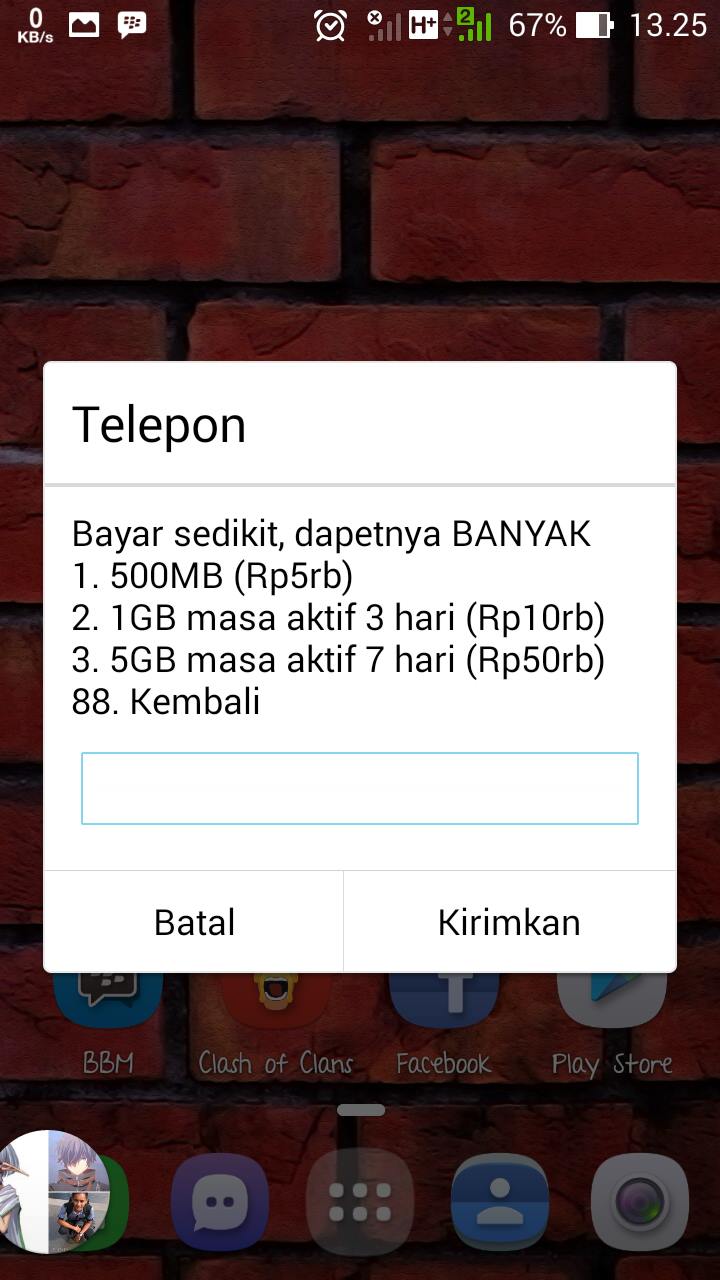 0
KB/s
H+
2
67%
13.25
Telepon
Bayar sedikit, dapetnya BANYAK
1. 500MB (Rp5rb)
2. 1GB masa aktif 3 hari (Rp10rb)
3. 5GB masa aktif 7 hari (Rp50rb)
88. Kembali
Batal
Kirimkan
BBM
Clash of Clans
Facebook
Play Store